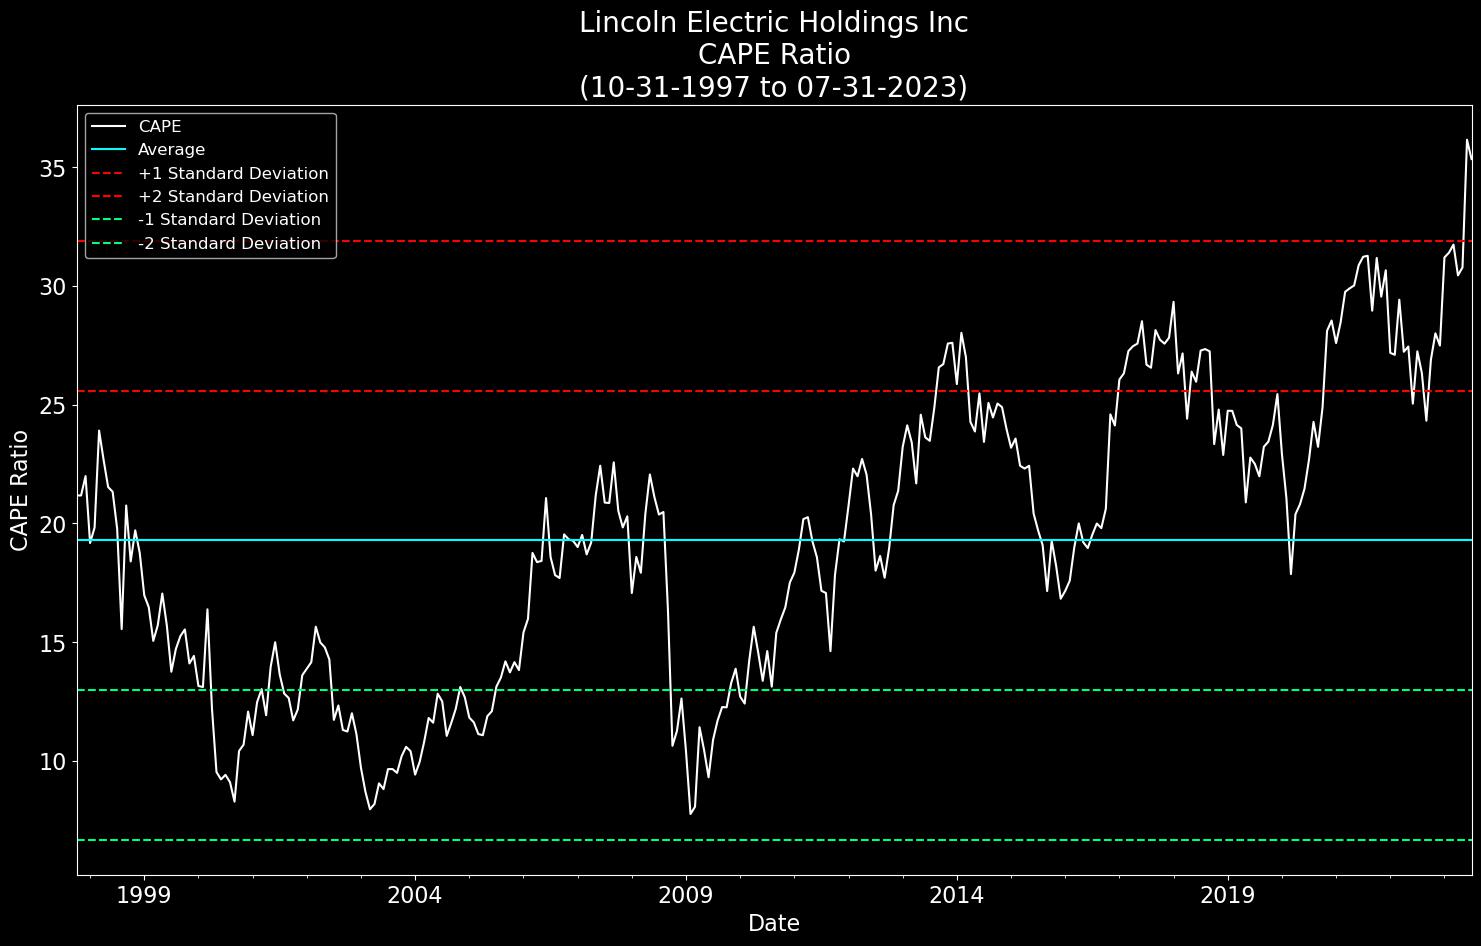 Lincoln Electric Holdings Inc
CAPE Ratio
(10-31-1997 to 07-31-2023)
CAPE
Average
+1 Standard Deviation
+2 Standard Deviation
-1 Standard Deviation
-2 Standard Deviation
CAPE Ratio
35
30
25
20
15
10
1999
2004
2009
2014
2019
Date